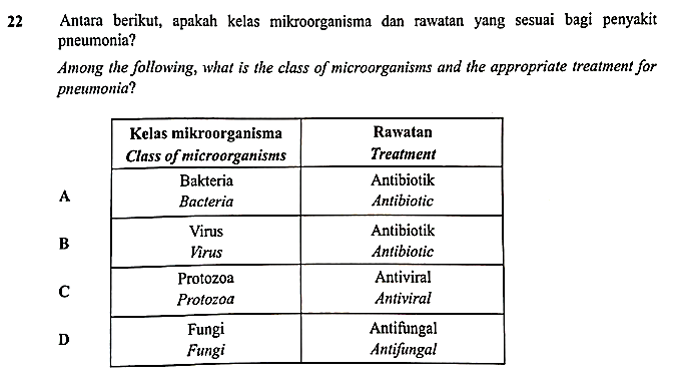 22 Antara berikut, apakah kelas mikroorganisma dan rawatan yang sesuai bagi penyakit
pneumonia?
Among the following, what is the class of microorganisms and the appropriate treatment for
pneumonia?
Kelas mikroorganisma Rawatan
Class of microorganisms Treatment
Bakteria Antibiotik
A Bacteria Antibiotic
Virus Antibiotik
B Virus Antibiotic
Protozoa Antiviral
C Protozoa Antiviral
Fungi Antifungal
D Fungi Antifungal